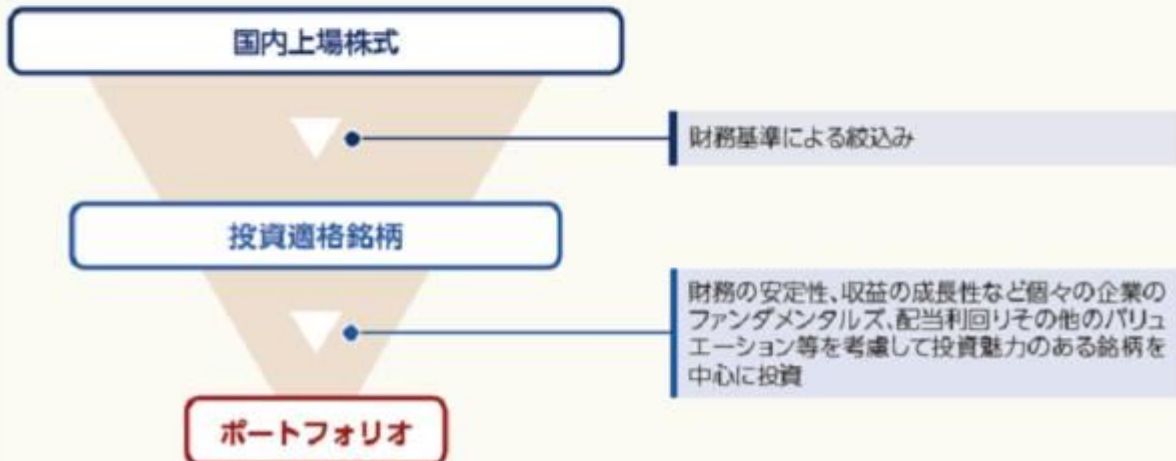 国内上場株式
財務基準による絞込み
投資適格銘柄
財務の安定性、収益の成長性など個々の企業の
ファンダメンタルズ、配当利回りその他のバリュ
エーション等を考慮して投資魅力のある銘柄を
中心に投資
ポートフォリオ